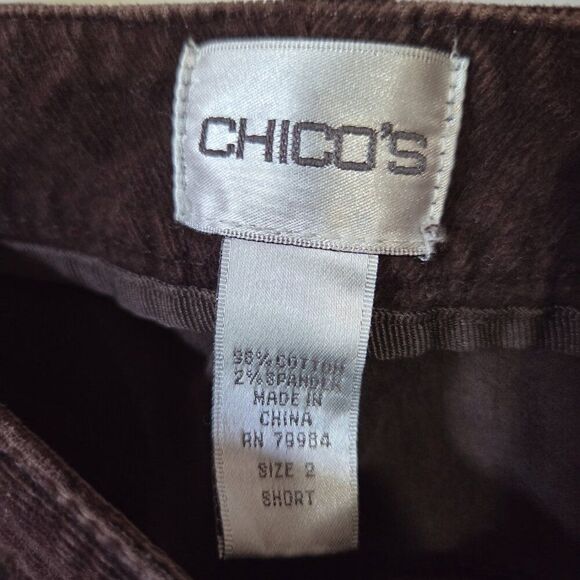 CHICO'S
98% COTTON
2% SPANDEX
MADE IN
CHINA
RN 79984
SIZE 2
SHORT